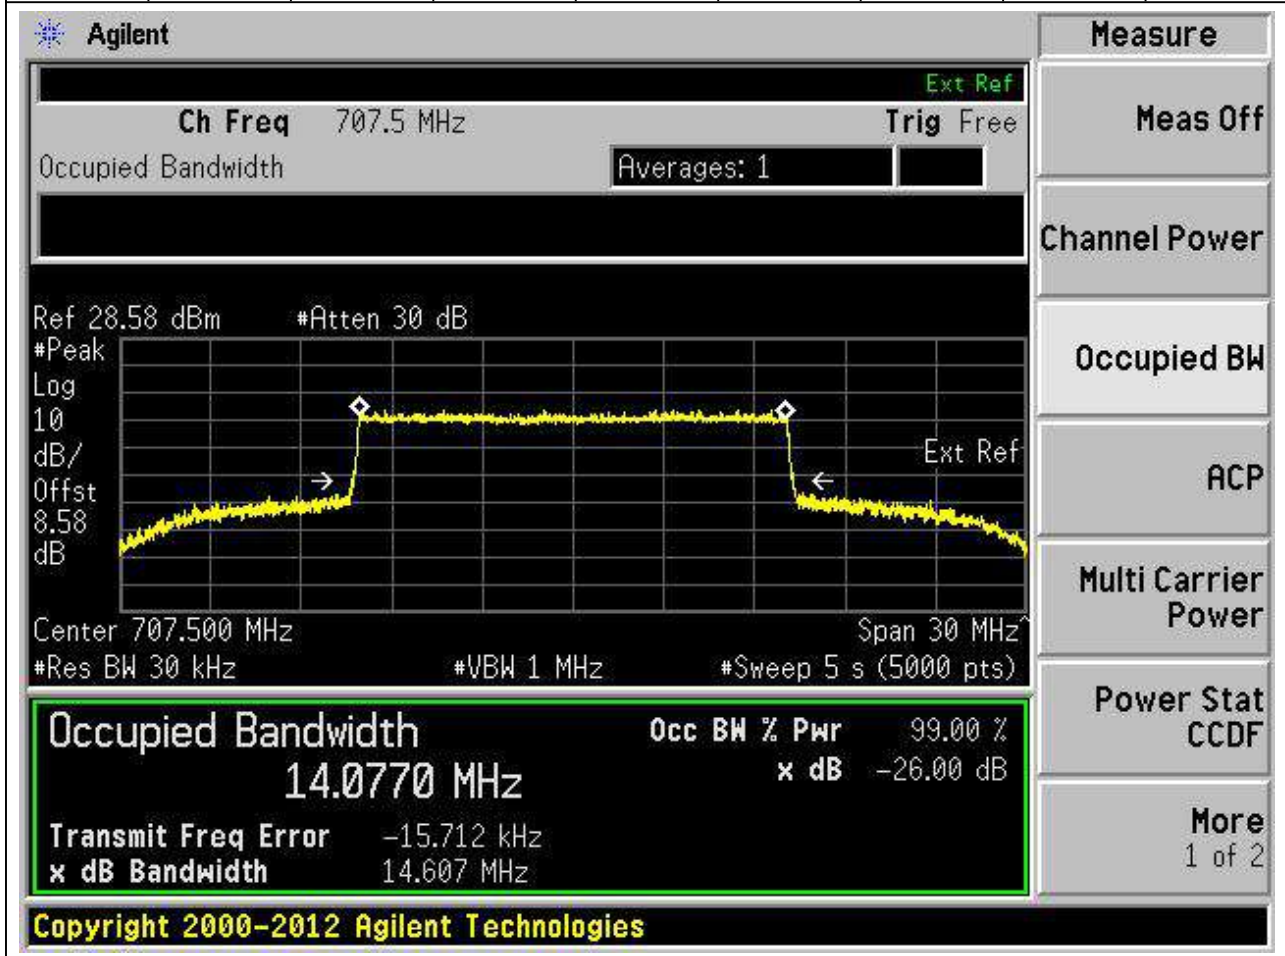 Agilent
Measure
Ext Ref
Ch Freq 707.5 MHz Trig Free
Occupied Bandwidth Averages: 1
Ref 28.58 dBm #Atten 30 dB
#Peak
Log
10
dB/
Offst
8.58
dB
Ext Ref
Center 707.500 MHz Span 30 MHz^
#Res BW 30 kHz #VBW 1 MHz #Sweep 5 s (5000 pts)
Occupied Bandwidth Occ BW % Pwr 99.00 %
14.0770 MHz x dB -26.00 dB
Transmit Freq Error -15.712 kHz
x dB Bandwidth 14.607 MHz
Meas Off
Channel Power
Occupied BW
ACP
Multi Carrier
Power
Power Stat
CCDF
More
1 of 2
Copyright 2000-2012 Agilent Technologies